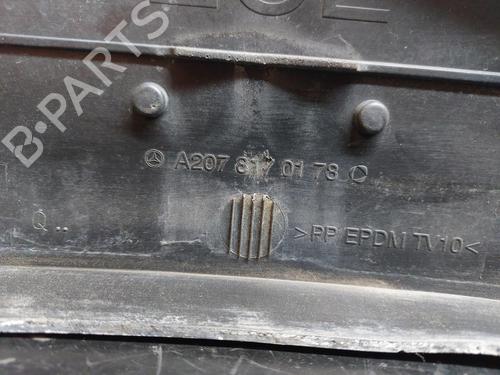 B-PARTS
A207 817 01 78
Q..
>PP EPDM TV10<